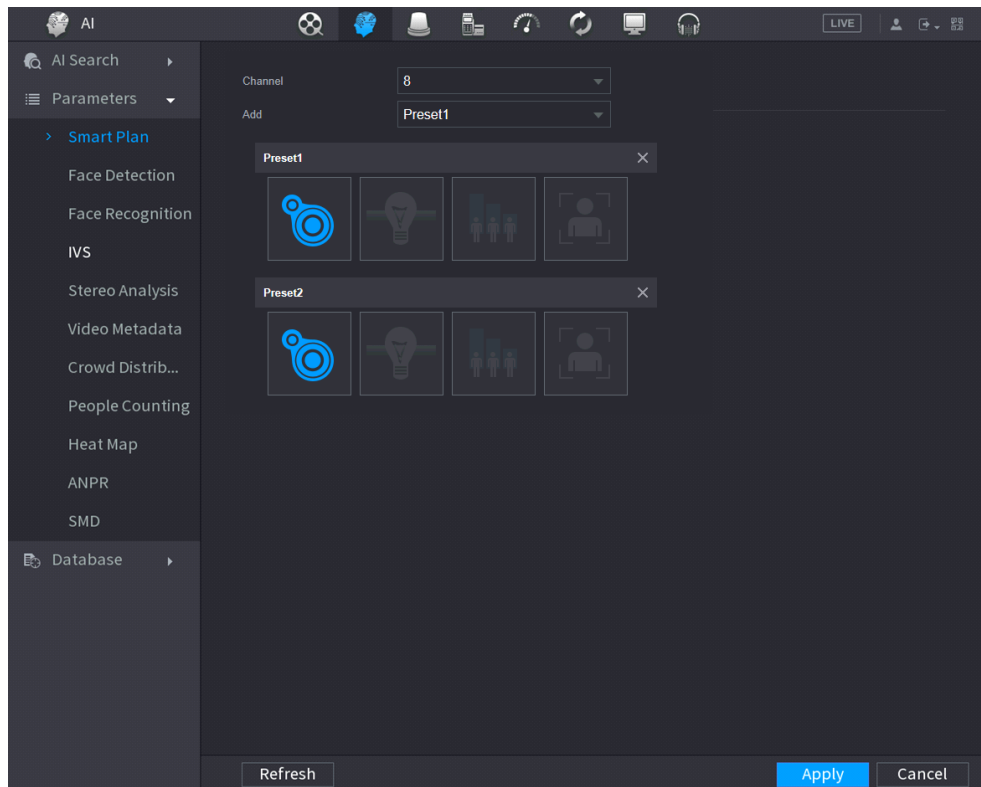 AI
LIVE
AI Search
Parameters
Smart Plan
Face Detection
Face Recognition
IVS
Stereo Analysis
Video Metadata
Crowd Distrib...
People Counting
Heat Map
ANPR
SMD
Database
Channel 8
Add Preset1
Preset1
Preset2
Refresh
Apply Cancel